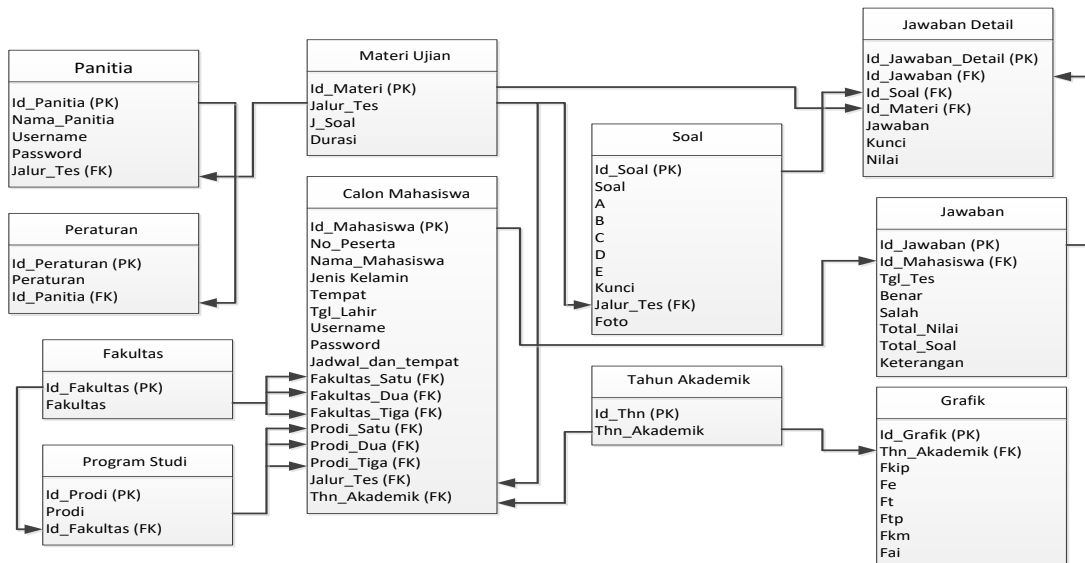 Panitia
Id_Panitia (PK)
Nama_Panitia
Username
Password
Jalur_Tes (FK)
Peraturan
Id_Peraturan (PK)
Peraturan
Id_Panitia (FK)
Fakultas
Id_Fakultas (PK)
Fakultas
Program Studi
Id_Prodi (PK)
Prodi
Id_Fakultas (FK)
Materi Ujian
Id_Materi (PK)
Jalur_Tes
J_Soal
Durasi
Calon Mahasiswa
Id_Mahasiswa (PK)
No_Peserta
Nama_Mahasiswa
Jenis Kelamin
Tempat
Tgl_Lahir
Username
Password
Jadwal_dan_tempat
Fakultas_Satu (FK)
Fakultas_Dua (FK)
Fakultas_Tiga (FK)
Prodi_Satu (FK)
Prodi_Dua (FK)
Prodi_Tiga (FK)
Jalur_Tes (FK)
Thn_Akademik (FK)
Soal
Id_Soal (PK)
Soal
A
B
C
D
E
Kunci
Jalur_Tes (FK)
Foto
Tahun Akademik
Id_Thn (PK)
Thn_Akademik
Jawaban Detail
Id_Jawaban_Detail (PK)
Id_Jawaban (FK)
Id_Soal (FK)
Id_Materi (FK)
Jawaban
Kunci
Nilai
Jawaban
Id_Jawaban (PK)
Id_Mahasiswa (FK)
Tgl_Tes
Benar
Salah
Total_Nilai
Total_Soal
Keterangan
Grafik
Id_Grafik (PK)
Thn_Akademik (FK)
Fkip
Fe
Ft
Ftp
Fkm
Fai